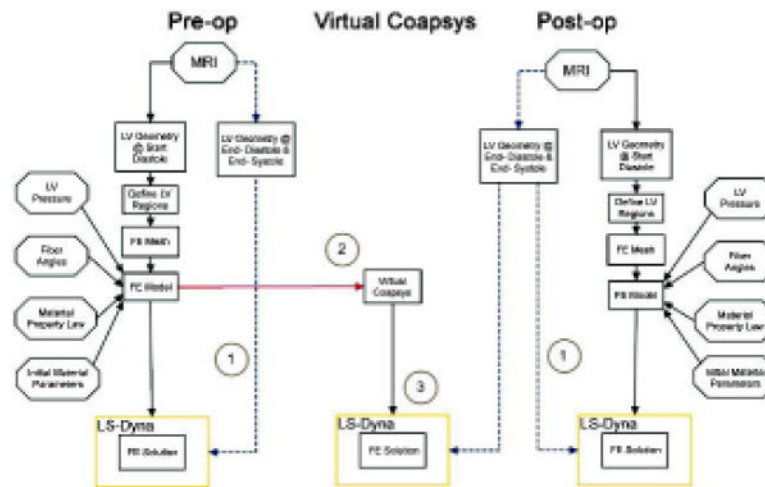 Pre-op
Virtual Coapsys
Post-op
MRI
MRI
LV Geometry
@ Start
Diastole
LV Geometry @
End- Diastole &
End- Systole
LV Geometry @
End- Diastole &
End- Systole
LV Geometry
@ Start
Diastole
LV
Pressure
Define LV
Regions
Define LV
Regions
LV
Pressure
Fiber
Angles
FE Mesh
FE Mesh
Fiber
Angles
2
FE Model
Virtual
Coapsys
FE Model
Material
Property Law
Material
Property Law
Initial Material
Parameters
1
3
1
Initial Material
Parameters
LS-Dyna
FE Solution
LS-Dyna
FE Solution
LS-Dyna
FE Solution